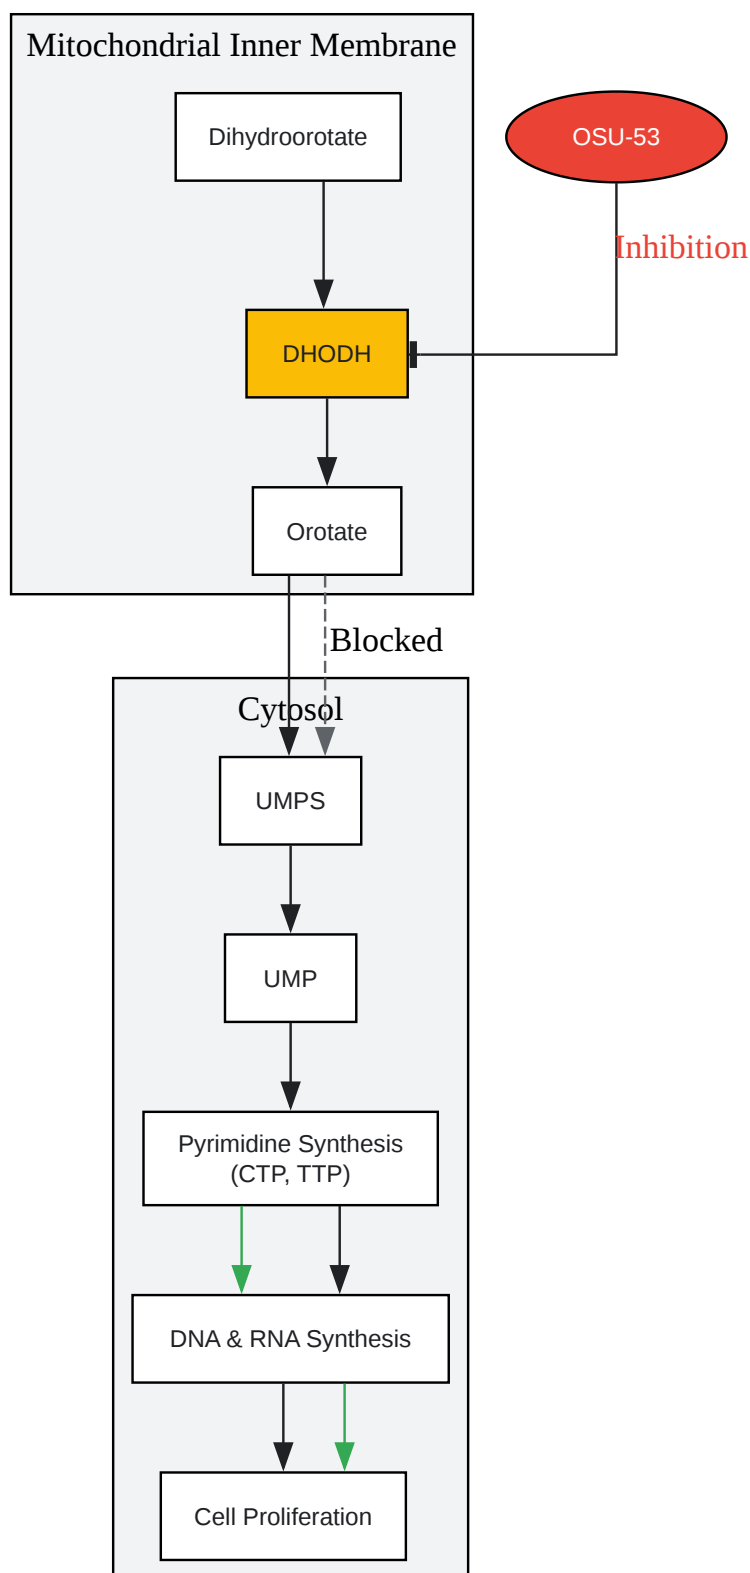 Mitochondrial Inner Membrane
Dihydroorotate
OSU-53
Inhibition
DHODH
Orotate
Blocked
Cytosol
UMPS
UMP
Pyrimidine Synthesis
(CTP, TTP)
DNA & RNA Synthesis
Cell Proliferation